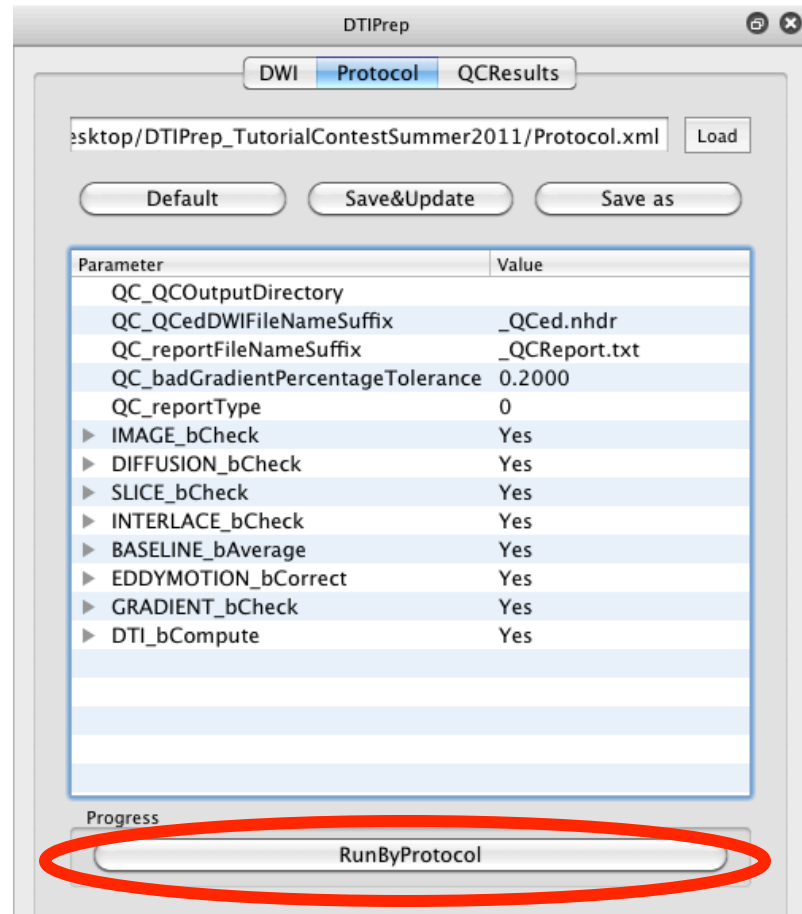 DTIPrep
DWI Protocol QCResults
esktop/DTIPrep_TutorialContestSummer2011/Protocol.xml Load
Default Save&Update Save as
Parameter Value
QC_QCOutputDirectory
QC_QCedDWIFileNameSuffix _QCed.nhdr
QC_reportFileNameSuffix _QCReport.txt
QC_badGradientPercentageTolerance 0.2000
QC_reportType 0
IMAGE_bCheck Yes
DIFFUSION_bCheck Yes
SLICE_bCheck Yes
INTERLACE_bCheck Yes
BASELINE_bAverage Yes
EDDYMOTION_bCorrect Yes
GRADIENT_bCheck Yes
DTI_bCompute Yes
Progress
RunByProtocol